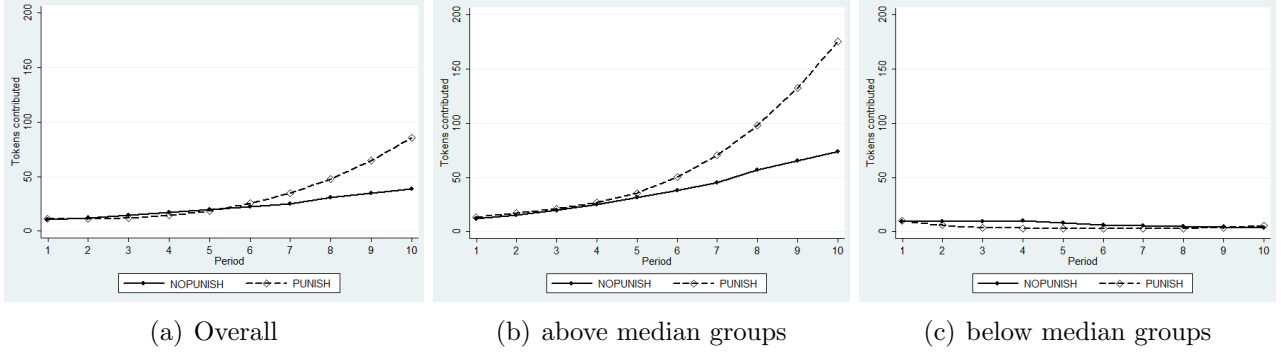 200
150
100
50
0
Tokens contributed
1 2 3 4 5 6 7 8 9 10
Period
NOPUNISH PUNISH
(a) Overall
200
150
100
50
0
Tokens contributed
1 2 3 4 5 6 7 8 9 10
Period
NOPUNISH PUNISH
(b) above median groups
200
150
100
50
0
Tokens contributed
1 2 3 4 5 6 7 8 9 10
Period
NOPUNISH PUNISH
(c) below median groups